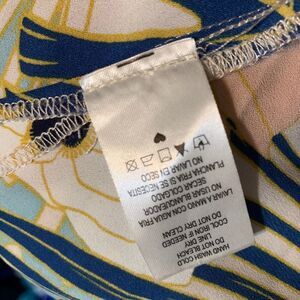 HAND WASH COLD
DO NOT BLEACH
LINE DRY
COOL IRON IF NEEDED
DO NOT DRY CLEAN
LAVAR A MANO CON AGUA FRIA
NO USAR BLANQUEADOR
SECAR COLGADO
PLANCHA FRIA SI SE NECESITA
NO LAVAR EN SECO